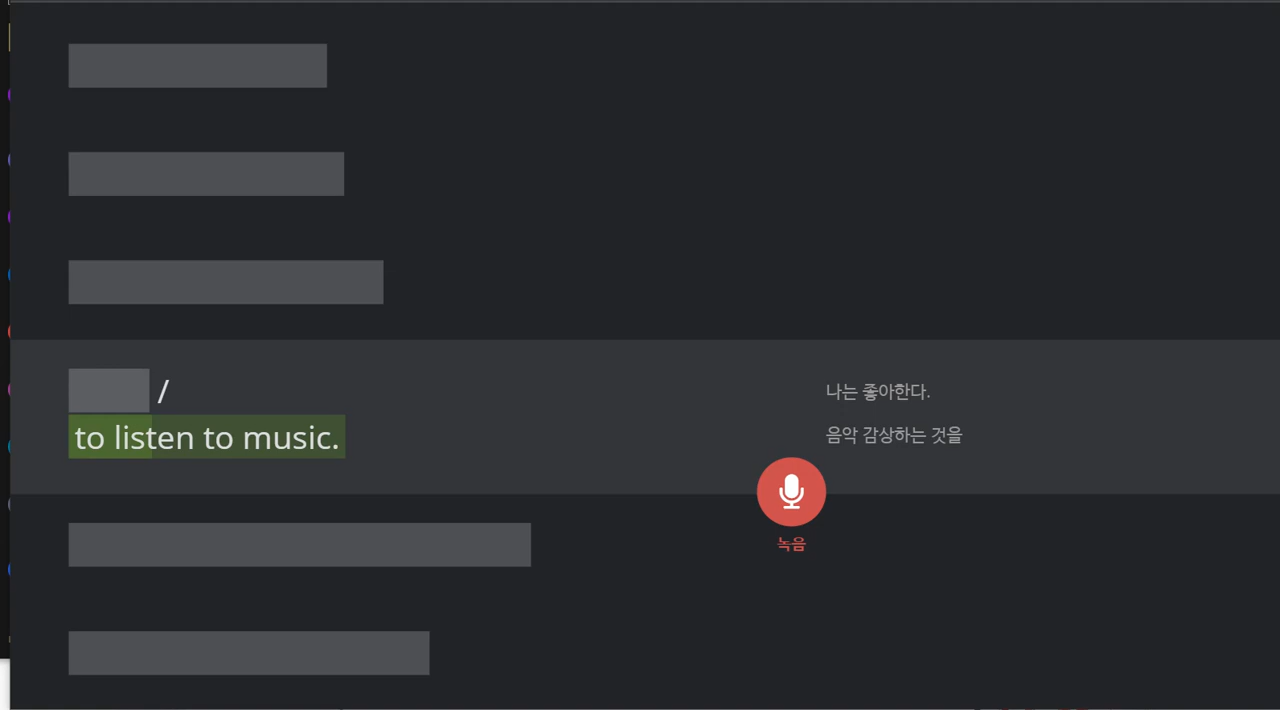 /
나는 좋아한다.
to listen to music.
음악 감상하는 것을
녹음